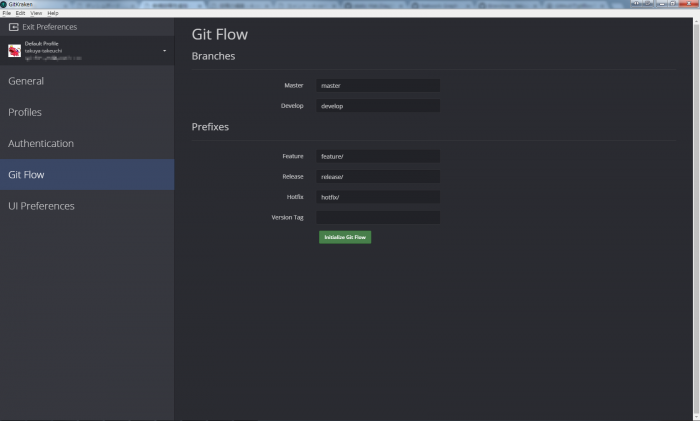 GitKraken
File Edit View Help
Exit Preferences
Default Profile
takuya-takeuchi
General
Profiles
Authentication
Git Flow
UI Preferences
Git Flow
Branches
Master master
Develop develop
Prefixes
Feature feature/
Release release/
Hotfix hotfix/
Version Tag
Initialize Git Flow